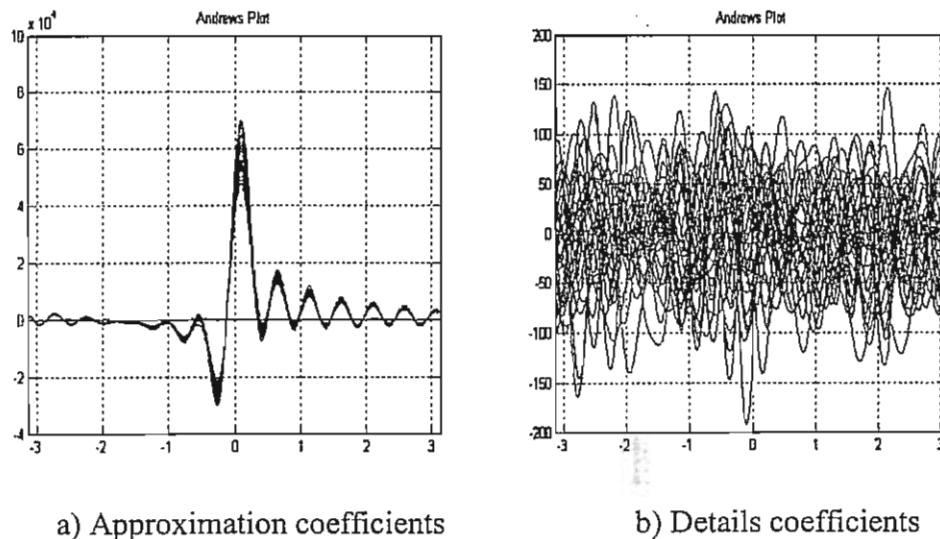 Andrews Plot
x 10⁴
10
8
6
4
2
0
-2
-4
-3 -2 -1 0 1 2 3
a) Approximation coefficients
Andrews Plot
200
150
100
50
0
-50
-100
-150
-200
-3 -2 -1 0 1 2 3
b) Details coefficients